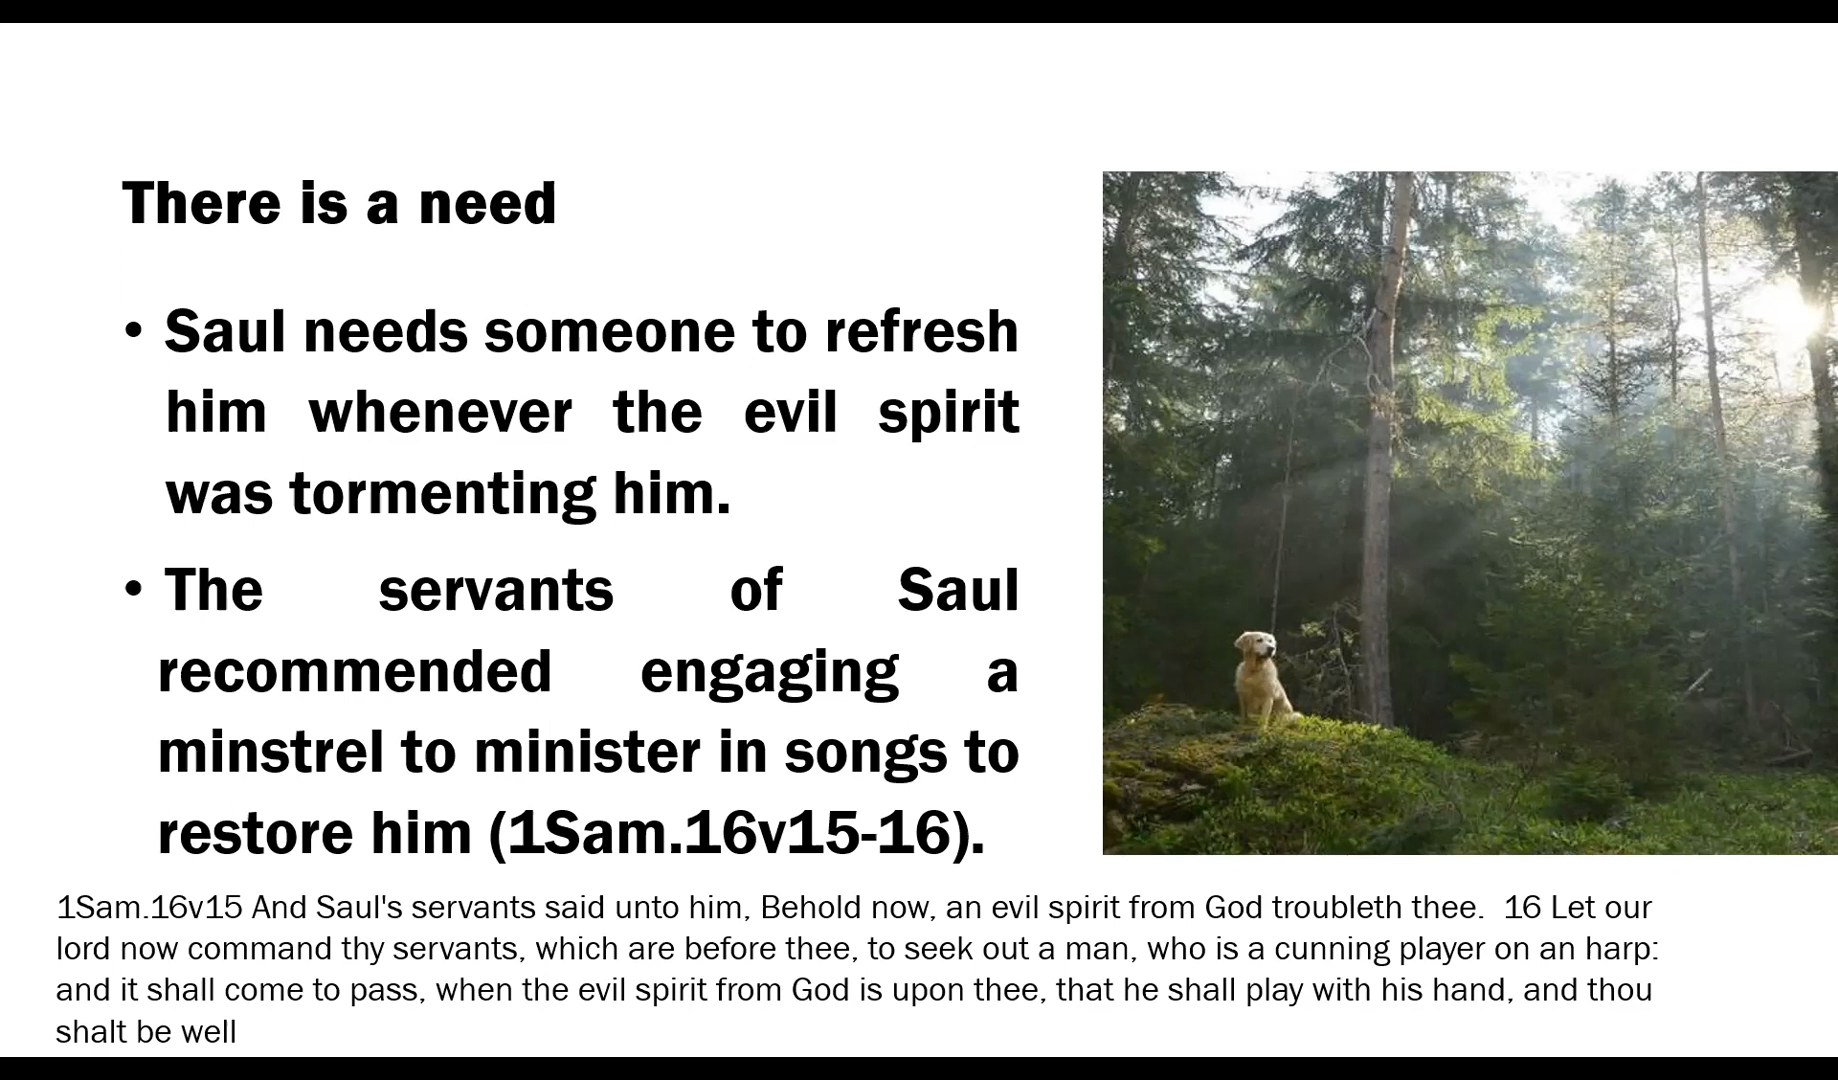 There is a need
• Saul needs someone to refresh
him whenever the evil spirit
was tormenting him.
• The servants of Saul
recommended engaging a
minstrel to minister in songs to
restore him (1Sam.16v15-16).
1Sam.16v15 And Saul's servants said unto him, Behold now, an evil spirit from God troubleth thee.  16 Let our
lord now command thy servants, which are before thee, to seek out a man, who is a cunning player on an harp:
and it shall come to pass, when the evil spirit from God is upon thee, that he shall play with his hand, and thou
shalt be well